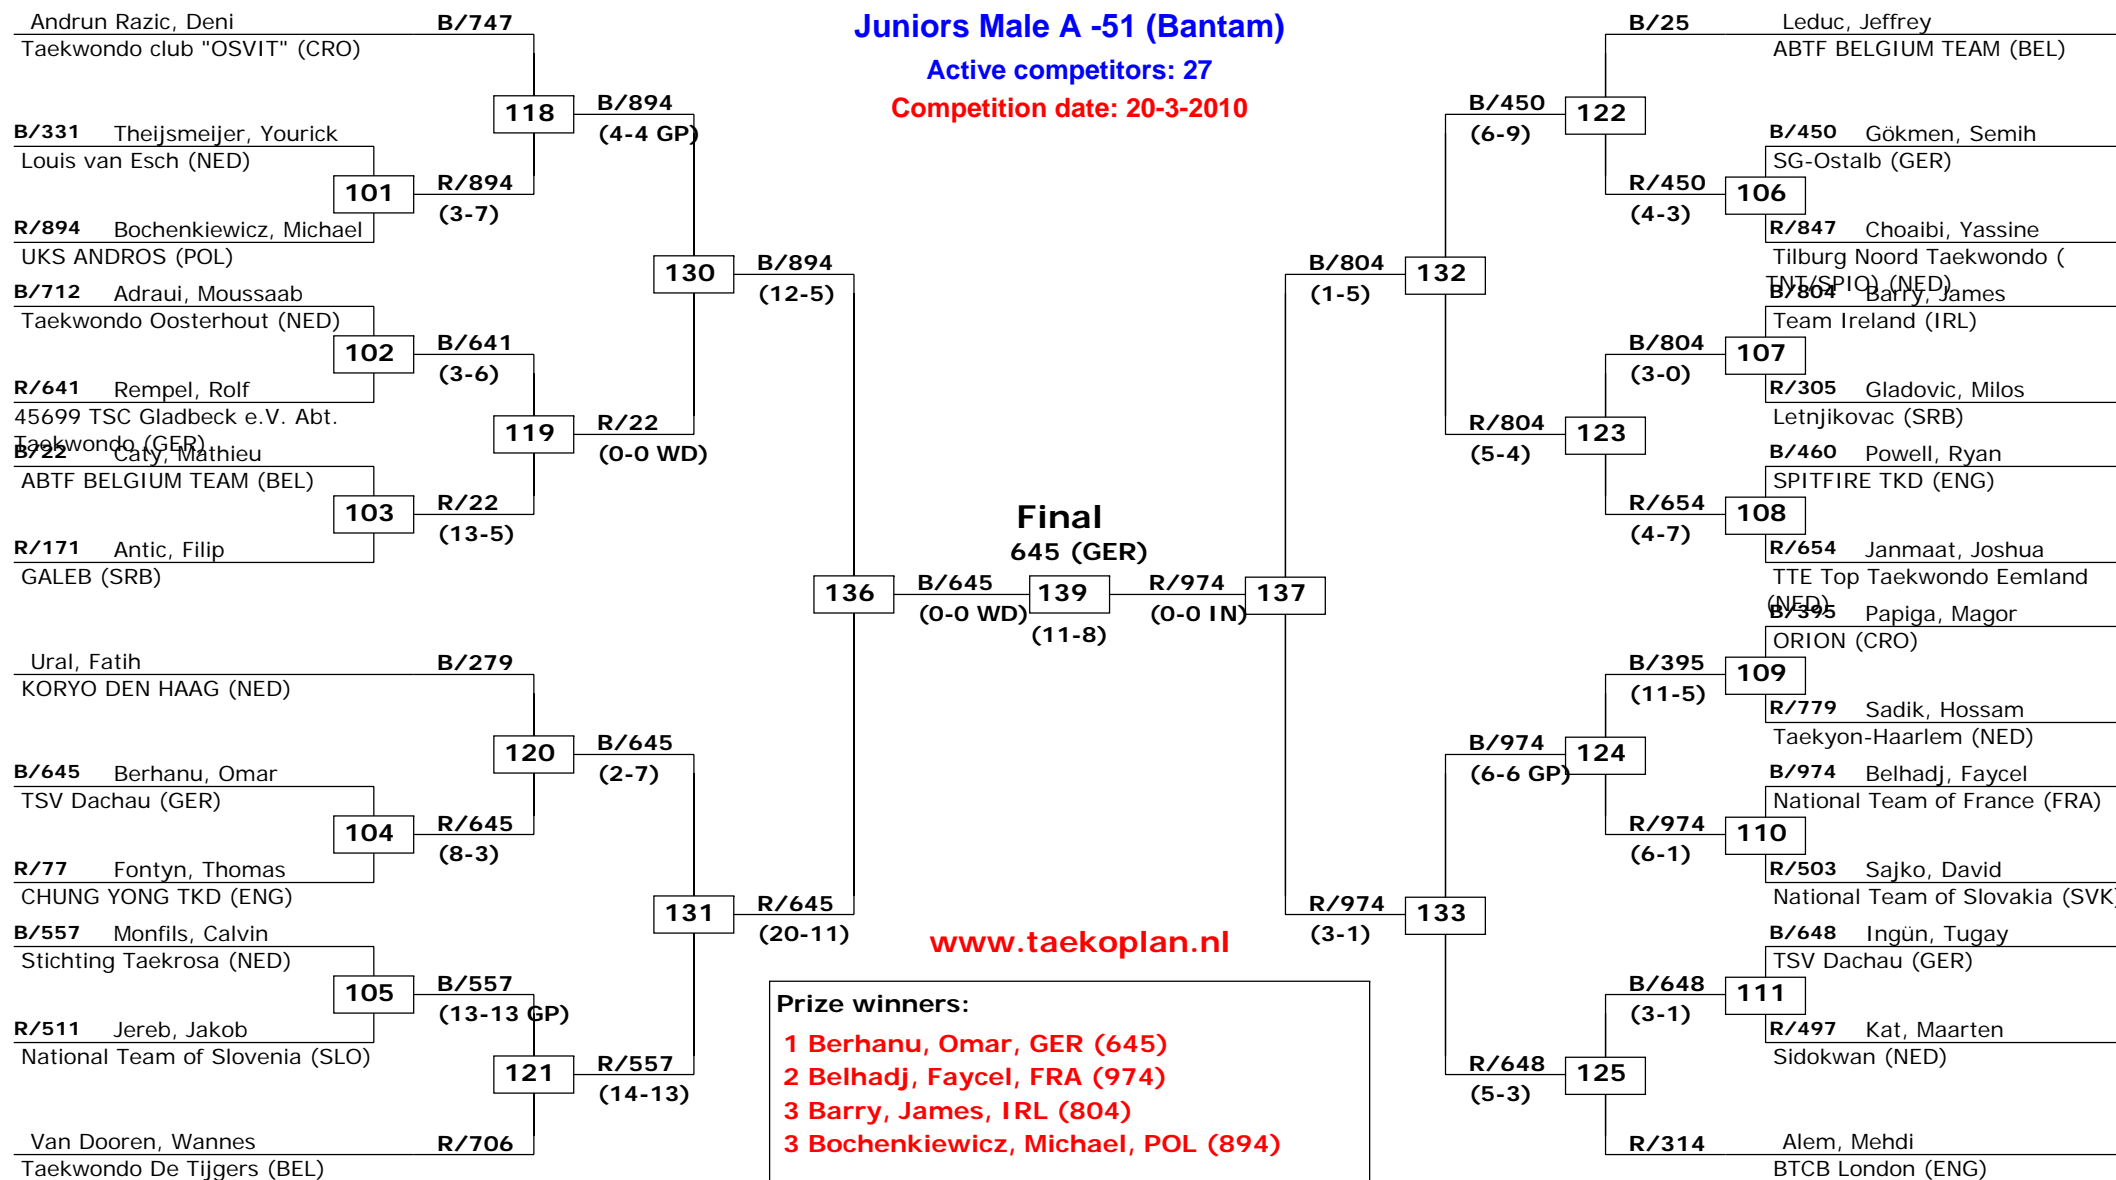 Juniors Male A -51 (Bantam)
Active competitors: 27
Competition date: 20-3-2010
Andrun Razic, Deni
B/747
Taekwondo club "OSVIT" (CRO)
118
B/894
(4-4 GP)
B/331 Theijsmeijer, Yourick
Louis van Esch (NED)
101
R/894
(3-7)
R/894 Bochenkiewicz, Michael
UKS ANDROS (POL)
130
B/894
(12-5)
B/712 Adraui, Moussaab
Taekwondo Oosterhout (NED)
102
B/641
(3-6)
R/641 Rempel, Rolf
45699 TSC Gladbeck e.V. Abt.
Taekwondo (GER)
119
R/22
(0-0 WD)
B/22 Caty, Mathieu
ABTF BELGIUM TEAM (BEL)
103
R/22
(13-5)
R/171 Antic, Filip
GALEB (SRB)
136
B/645
(0-0 WD)
Ural, Fatih
B/279
KORYO DEN HAAG (NED)
120
B/645
(2-7)
B/645 Berhanu, Omar
TSV Dachau (GER)
104
R/645
(8-3)
R/77 Fontyn, Thomas
CHUNG YONG TKD (ENG)
131
R/645
(20-11)
B/557 Monfils, Calvin
Stichting Taekrosa (NED)
105
B/557
(13-13 GP)
R/511 Jereb, Jakob
National Team of Slovenia (SLO)
121
R/557
(14-13)
Van Dooren, Wannes
R/706
Taekwondo De Tijgers (BEL)
Final
645 (GER)
139
(11-8)
R/974
(0-0 IN)
137
B/25
Leduc, Jeffrey
ABTF BELGIUM TEAM (BEL)
B/450
(6-9)
122
B/450 Gökmen, Semih
SG-Ostalb (GER)
R/450
(4-3)
106
R/847 Choaibi, Yassine
Tilburg Noord Taekwondo (
TNT/SPIO) (NED)
B/804
(1-5)
132
B/804 Barry, James
Team Ireland (IRL)
B/804
(3-0)
107
R/305 Gladovic, Milos
Letnjikovac (SRB)
R/804
(5-4)
123
B/460 Powell, Ryan
SPITFIRE TKD (ENG)
R/654
(4-7)
108
R/654 Janmaat, Joshua
TTE Top Taekwondo Eemland
(NED)
B/395 Papiga, Magor
ORION (CRO)
B/395
(11-5)
109
R/779 Sadik, Hossam
Taekyon-Haarlem (NED)
B/974
(6-6 GP)
124
B/974 Belhadj, Faycel
National Team of France (FRA)
R/974
(6-1)
110
R/503 Sajko, David
National Team of Slovakia (SVK)
R/974
(3-1)
133
B/648 Ingün, Tugay
TSV Dachau (GER)
B/648
(3-1)
111
R/497 Kat, Maarten
Sidokwan (NED)
R/648
(5-3)
125
R/314
Alem, Mehdi
BTCB London (ENG)
www.taekoplan.nl
Prize winners:
1 Berhanu, Omar, GER (645)
2 Belhadj, Faycel, FRA (974)
3 Barry, James, IRL (804)
3 Bochenkiewicz, Michael, POL (894)